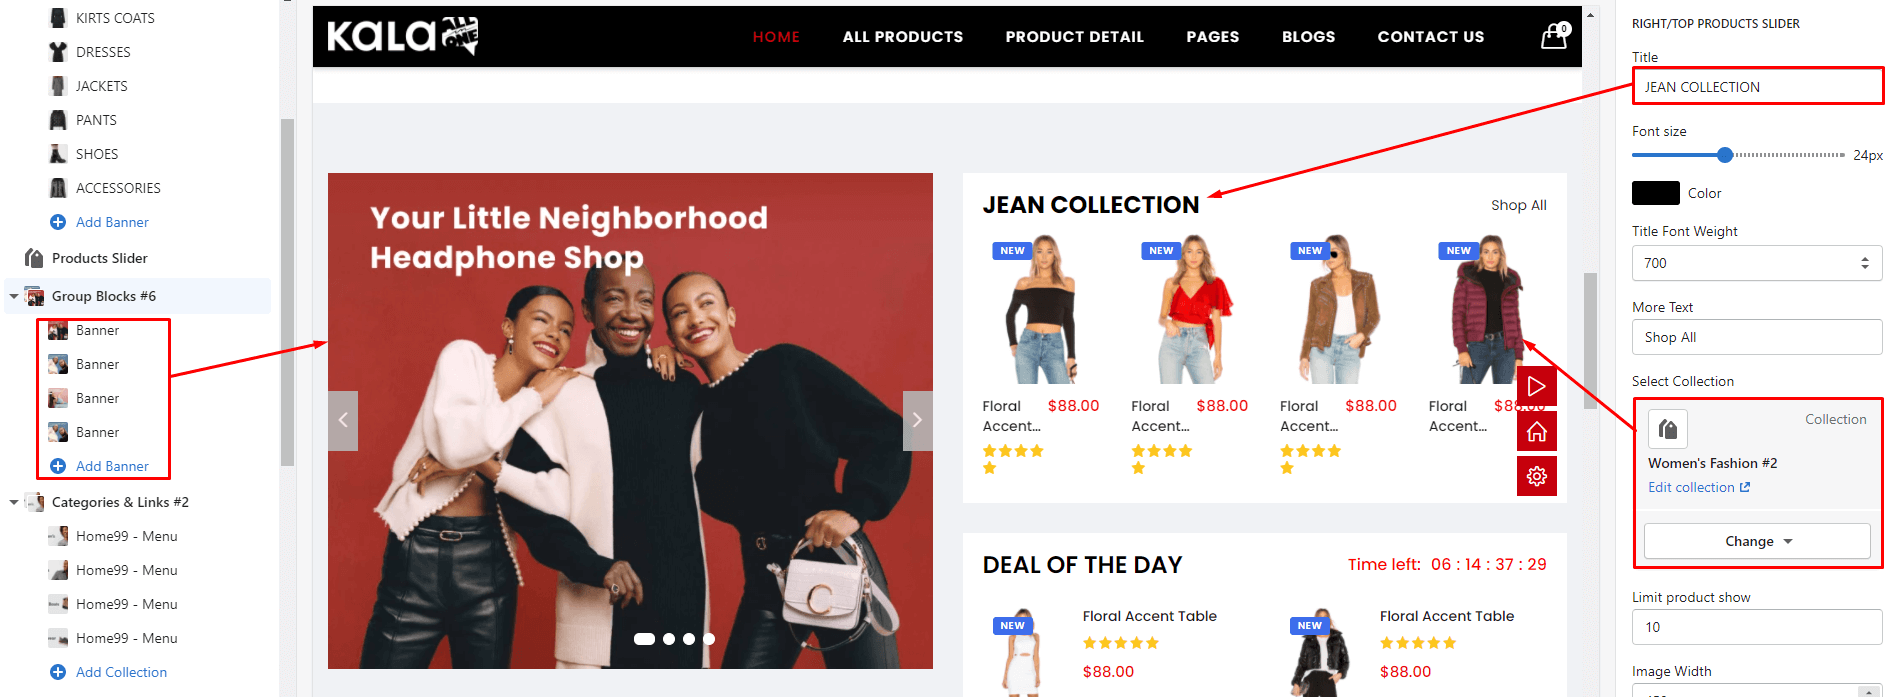 KIRTS COATS
DRESSES
JACKETS
PANTS
SHOES
ACCESSORIES
Add Banner
Products Slider
Group Blocks #6
Banner
Banner
Banner
Banner
Add Banner
Categories & Links #2
Home99 - Menu
Home99 - Menu
Home99 - Menu
Home99 - Menu
Add Collection
KALA ALL IN ONE
HOME
ALL PRODUCTS
PRODUCT DETAIL
PAGES
BLOGS
CONTACT US
0
Your Little Neighborhood
Headphone Shop
JEAN COLLECTION
Shop All
NEW
NEW
NEW
NEW
Floral
Accent...
$88.00
Floral
Accent...
$88.00
Floral
Accent...
$88.00
Floral
Accent...
$88.00
DEAL OF THE DAY
Time left: 06 : 14 : 37 : 29
NEW
Floral Accent Table
$88.00
NEW
Floral Accent Table
$88.00
RIGHT/TOP PRODUCTS SLIDER
Title
JEAN COLLECTION
Font size
24px
Color
Title Font Weight
700
More Text
Shop All
Select Collection
Collection
Women's Fashion #2
Edit collection
Change
Limit product show
10
Image Width